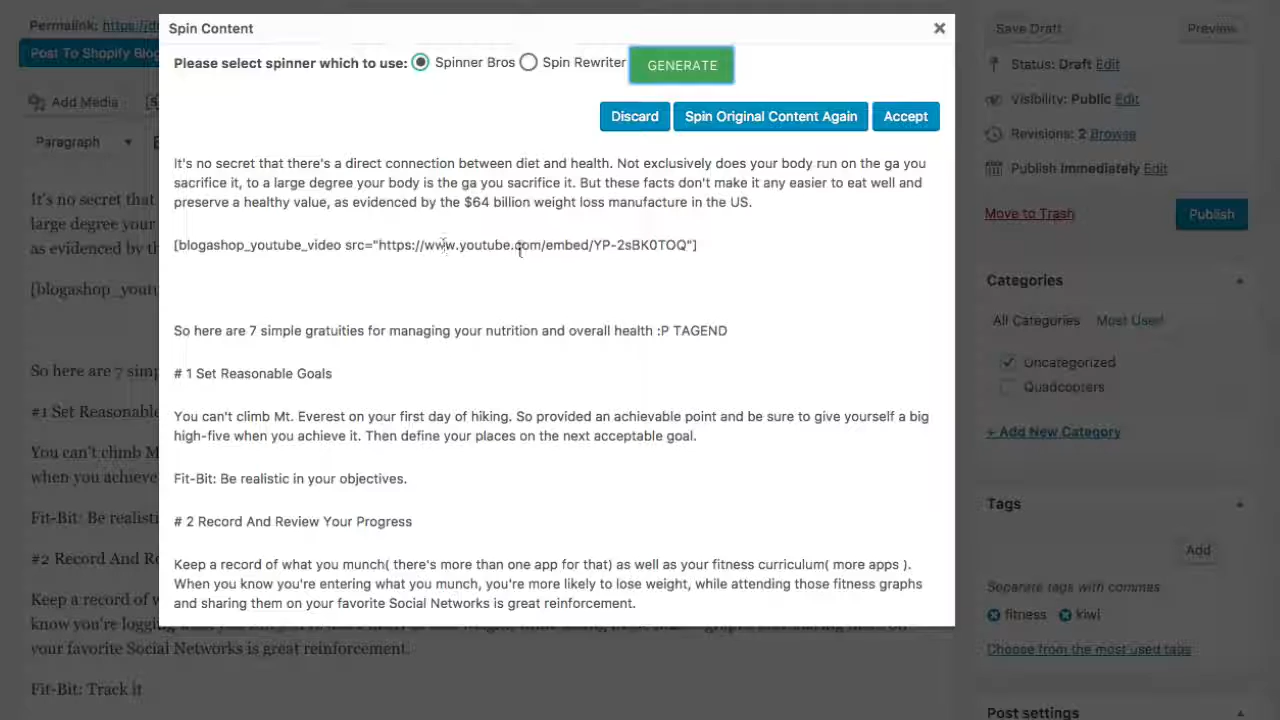 Permalink: https://d
Post To Shopify Blog
Add Media
Paragraph
It's no secret that
large degree your
as evidenced by th
[blogashop_yout
So here are 7 simp
#1 Set Reasonable
You can't climb M
when you achieve
Fit-Bit: Be realisti
#2 Record And Re
Keep a record of w
know you're logging
your favorite Social Networks is great reinforcement.
Fit-Bit: Track it
Spin Content
Please select spinner which to use: Spinner Bros Spin Rewriter GENERATE
Discard Spin Original Content Again Accept
It's no secret that there's a direct connection between diet and health. Not exclusively does your body run on the ga you
sacrifice it, to a large degree your body is the ga you sacrifice it. But these facts don't make it any easier to eat well and
preserve a healthy value, as evidenced by the $64 billion weight loss manufacture in the US.
[blogashop_youtube_video src="https://www.youtube.com/embed/YP-2sBK0TOQ"]
So here are 7 simple gratuities for managing your nutrition and overall health :P TAGEND
# 1 Set Reasonable Goals
You can't climb Mt. Everest on your first day of hiking. So provided an achievable point and be sure to give yourself a big
high-five when you achieve it. Then define your places on the next acceptable goal.
Fit-Bit: Be realistic in your objectives.
# 2 Record And Review Your Progress
Keep a record of what you munch( there's more than one app for that) as well as your fitness curriculum( more apps ).
When you know you're entering what you munch, you're more likely to lose weight, while attending those fitness graphs
and sharing them on your favorite Social Networks is great reinforcement.
Save Draft Preview
Status: Draft Edit
Visibility: Public Edit
Revisions: 2 Browse
Publish Immediately Edit
Move to Trash Publish
Categories
All Categories Most Used
Uncategorized
Quadcopters
+ Add New Category
Tags
Add
Separate tags with commas
fitness kiwi
Choose from the most used tags
Post settings